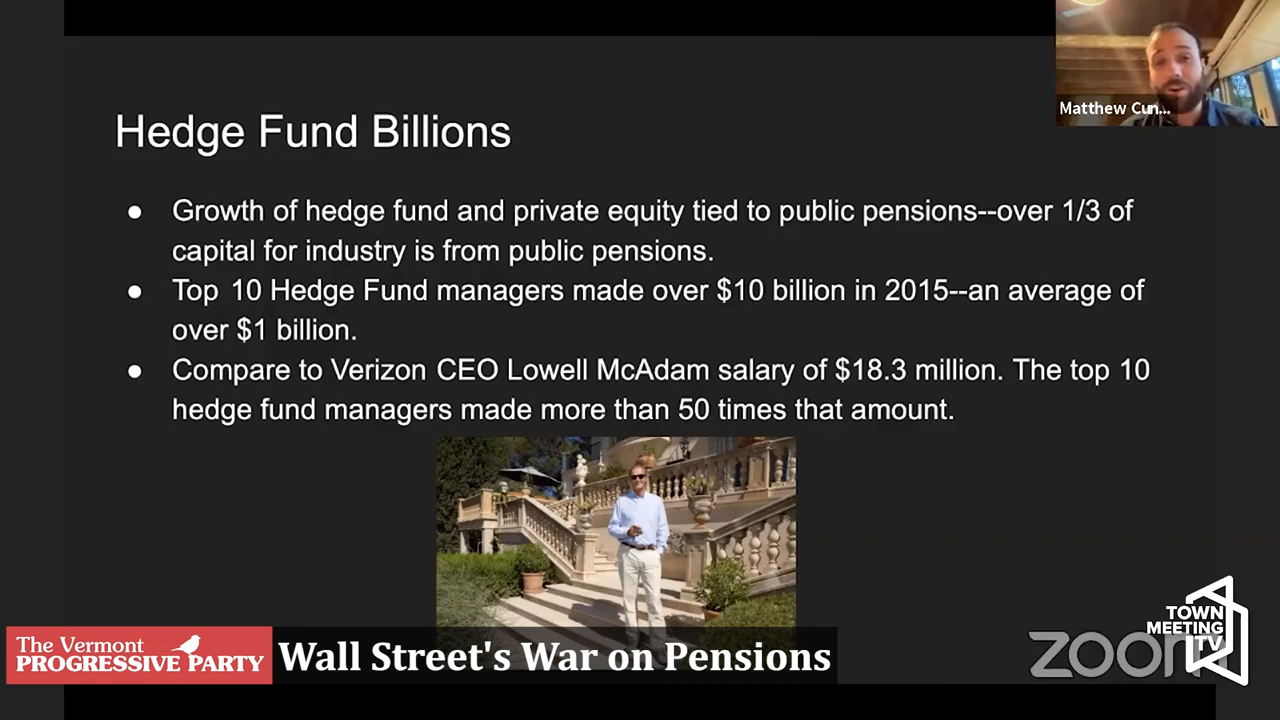 Matthew Cun...
Hedge Fund Billions
● Growth of hedge fund and private equity tied to public pensions--over 1/3 of
capital for industry is from public pensions.
● Top 10 Hedge Fund managers made over $10 billion in 2015--an average of
over $1 billion.
● Compare to Verizon CEO Lowell McAdam salary of $18.3 million. The top 10
hedge fund managers made more than 50 times that amount.
The Vermont
PROGRESSIVE PARTY
Wall Street's War on Pensions
zoom
TOWN
MEETING
TV